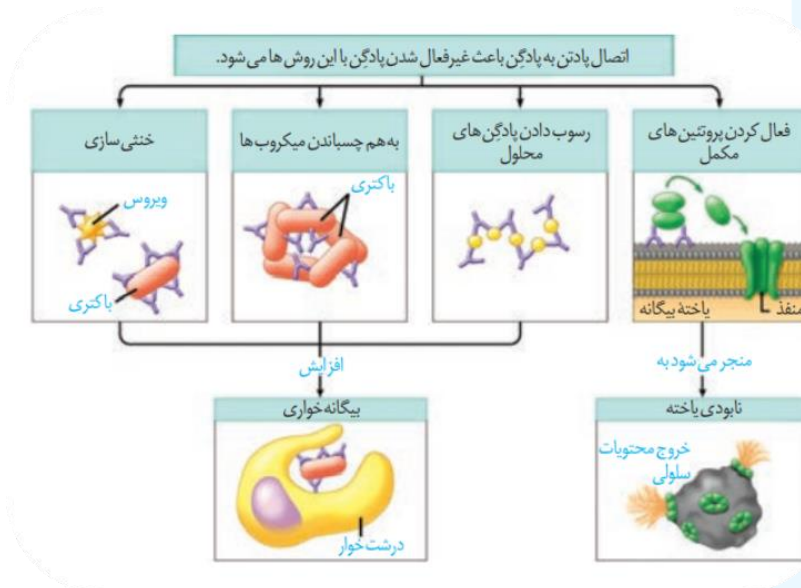 اتصال پادتن به پادگِن باعث غیرفعال شدن پادگِن با این روش ها می شود.
فعال کردن پروتئین های
مکمل
رسوب دادن پادگِن های
محلول
به هم چسباندن میکروب ها
خنثی سازی
منفذ
یاختهٔ بیگانه
باکتری
ویروس
باکتری
منجر می شود به
افزایش
نابودی یاخته
خروج محتویات
سلولی
بیگانه خواری
درشت خوار